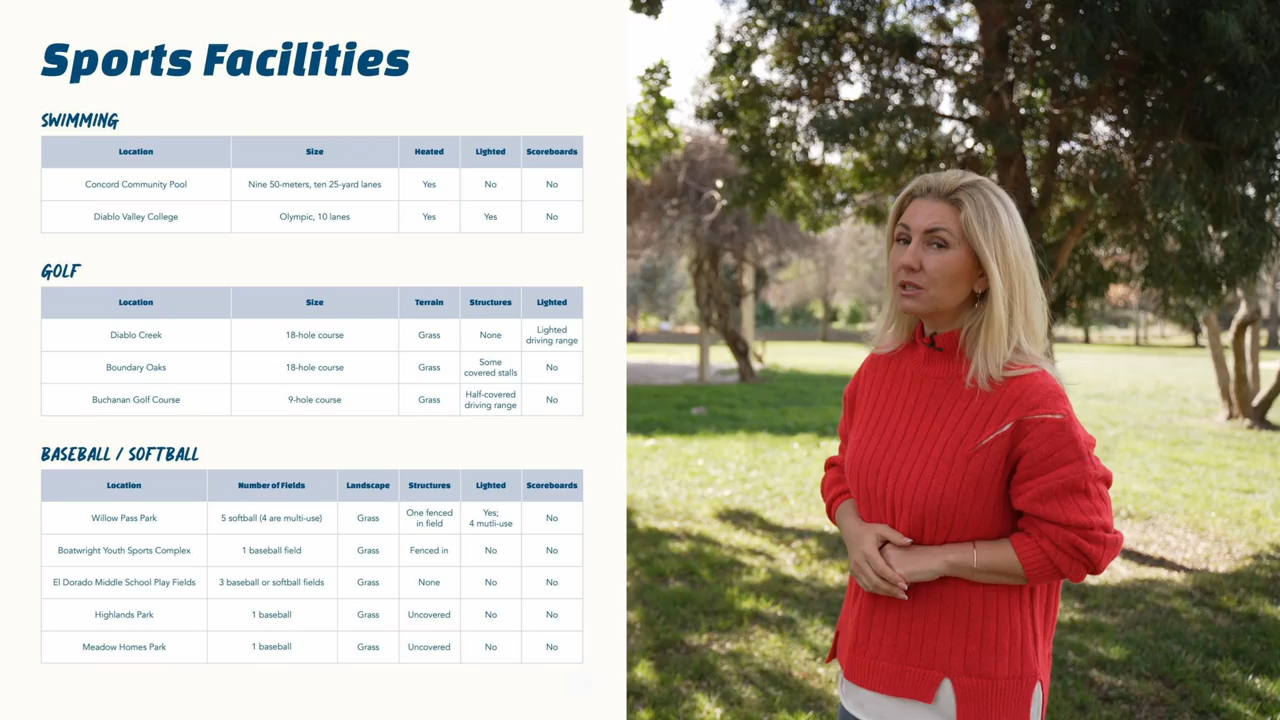 Sports Facilities
SWIMMING
Location Size Heated Lighted Scoreboards
Concord Community Pool Nine 50-meters, ten 25-yard lanes Yes No No
Diablo Valley College Olympic, 10 lanes Yes Yes No
GOLF
Location Size Terrain Structures Lighted
Diablo Creek 18-hole course Grass None Lighted
driving range
Boundary Oaks 18-hole course Grass Some
covered stalls No
Buchanan Golf Course 9-hole course Grass Half-covered
driving range No
BASEBALL / SOFTBALL
Location Number of Fields Landscape Structures Lighted Scoreboards
Willow Pass Park 5 softball (4 are multi-use) Grass One fenced
in field Yes;
4 mutli-use No
Boatwright Youth Sports Complex 1 baseball field Grass Fenced in No No
El Dorado Middle School Play Fields 3 baseball or softball fields Grass None No No
Highlands Park 1 baseball Grass Uncovered No No
Meadow Homes Park 1 baseball Grass Uncovered No No